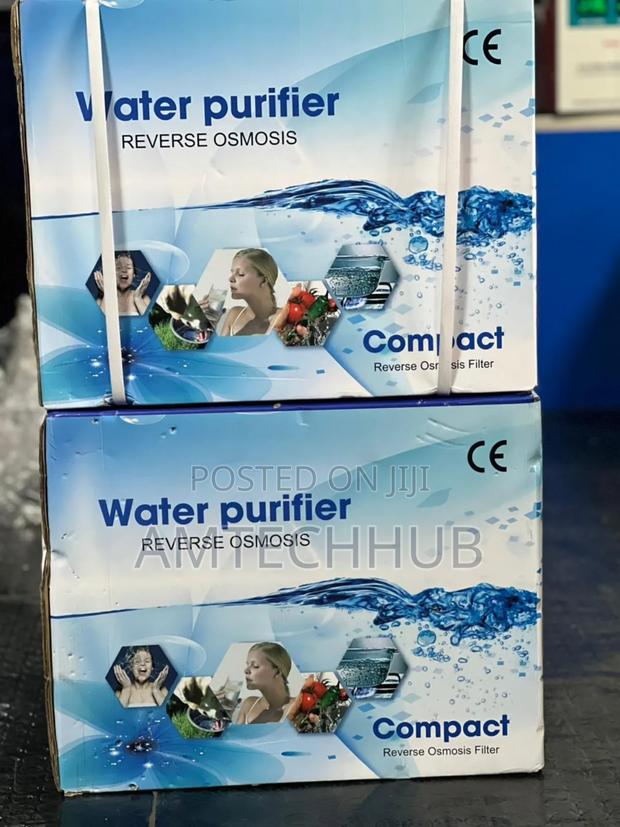 CE
Water purifier
REVERSE OSMOSIS
Compact
Reverse Osmosis Filter
CE
POSTED ON JIJI
Water purifier
AMTECHHUB
REVERSE OSMOSIS
Compact
Reverse Osmosis Filter